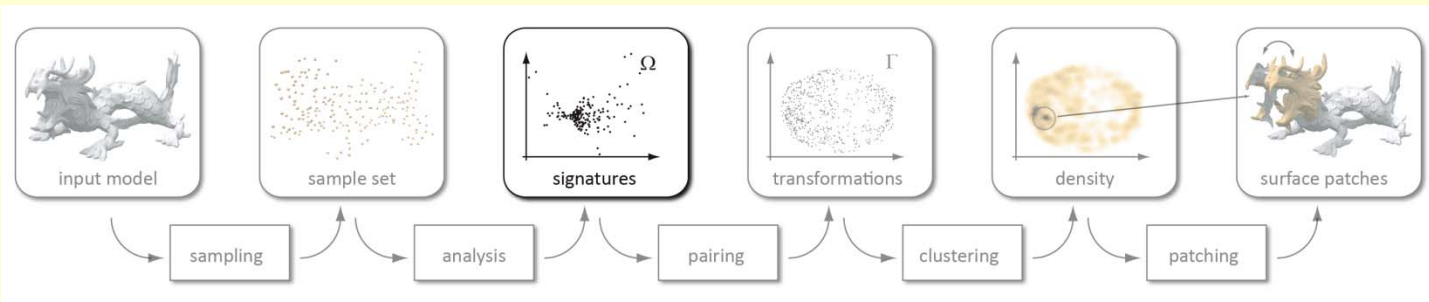 Ω
Γ
input model
sample set
signatures
transformations
density
surface patches
sampling
analysis
pairing
clustering
patching